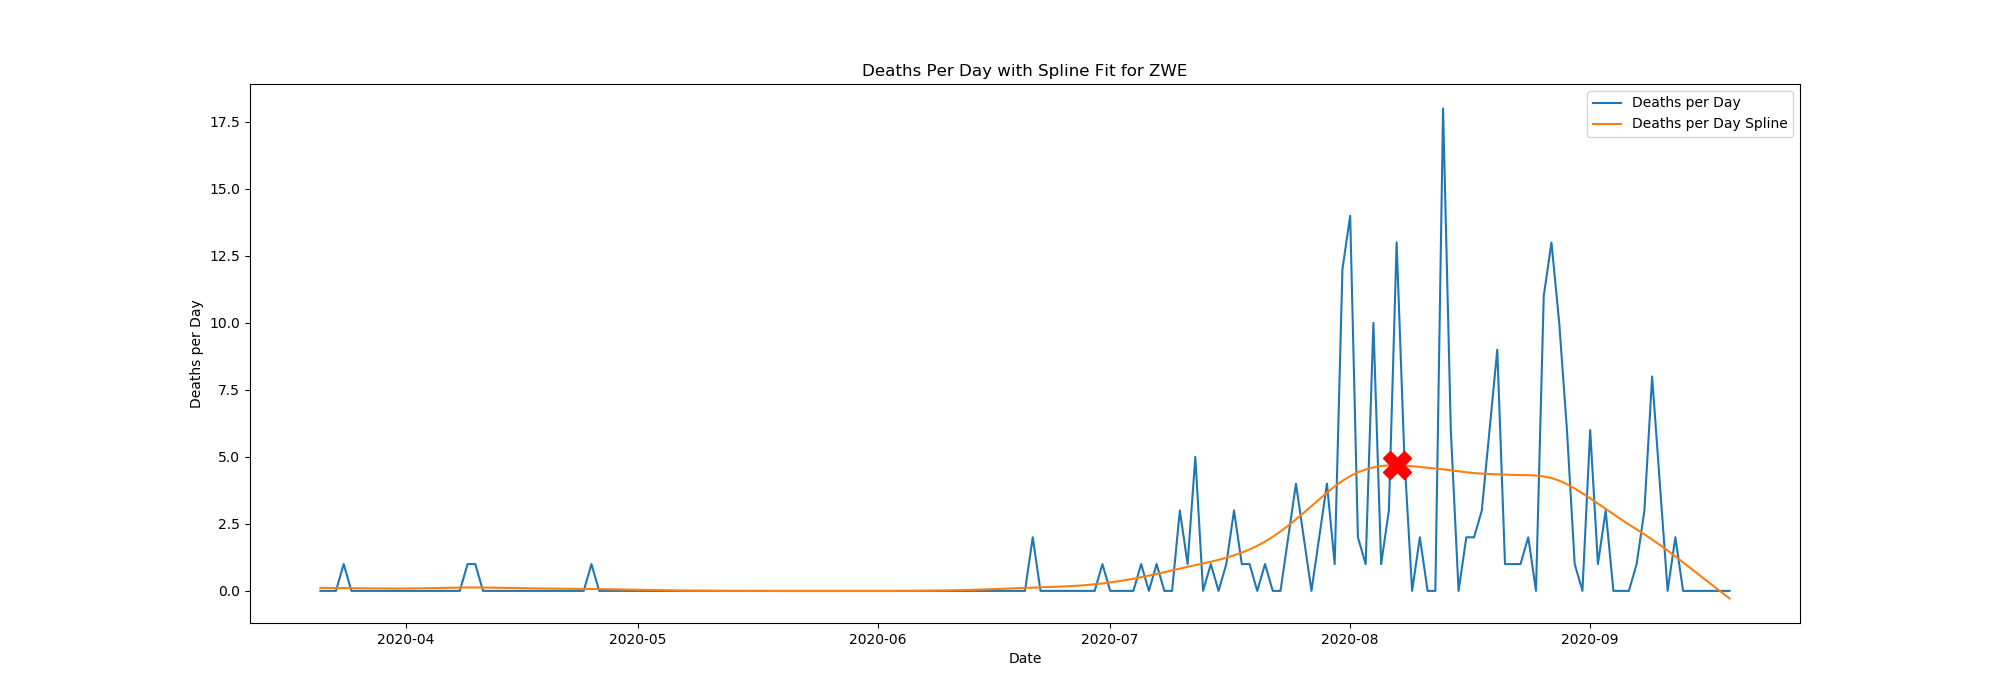 Deaths Per Day with Spline Fit for ZWE
Deaths per Day
Deaths per Day Spline
17.5
15.0
12.5
10.0
7.5
5.0
2.5
0.0
Deaths per Day
2020-04 2020-05 2020-06 2020-07 2020-08 2020-09
Date